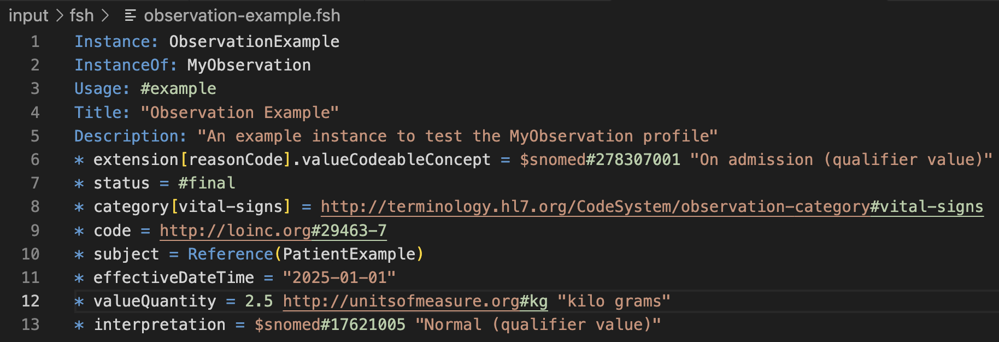 input > fsh > observation-example.fsh
1 Instance: ObservationExample
2 InstanceOf: MyObservation
3 Usage: #example
4 Title: "Observation Example"
5 Description: "An example instance to test the MyObservation profile"
6 * extension[reasonCode].valueCodeableConcept = $snomed#278307001 "On admission (qualifier value)"
7 * status = #final
8 * category[vital-signs] = http://terminology.hl7.org/CodeSystem/observation-category#vital-signs
9 * code = http://loinc.org#29463-7
10 * subject = Reference(PatientExample)
11 * effectiveDateTime = "2025-01-01"
12 * valueQuantity = 2.5 http://unitsofmeasure.org#kg "kilo grams"
13 * interpretation = $snomed#17621005 "Normal (qualifier value)"